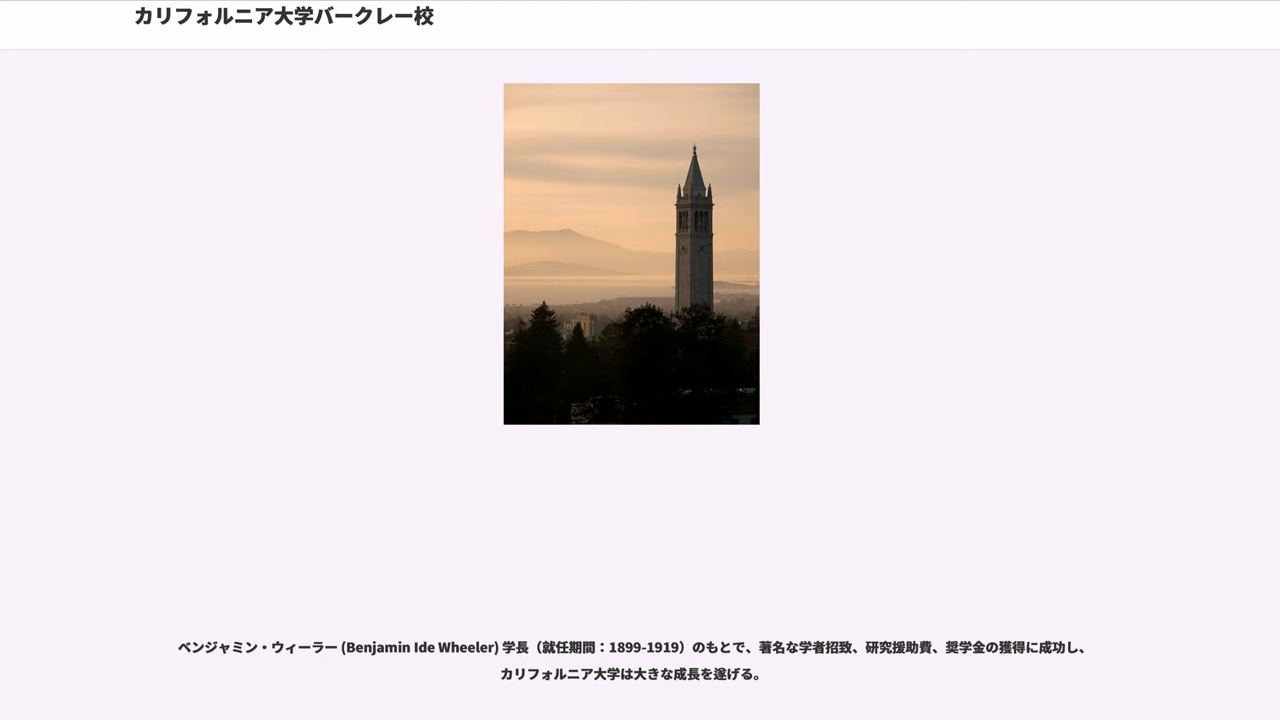 カリフォルニア大学バークレー校
ベンジャミン・ウィーラー (Benjamin Ide Wheeler) 学長（就任期間：1899-1919）のもとで、著名な学者招致、研究援助費、奨学金の獲得に成功し、
カリフォルニア大学は大きな成長を遂げる。